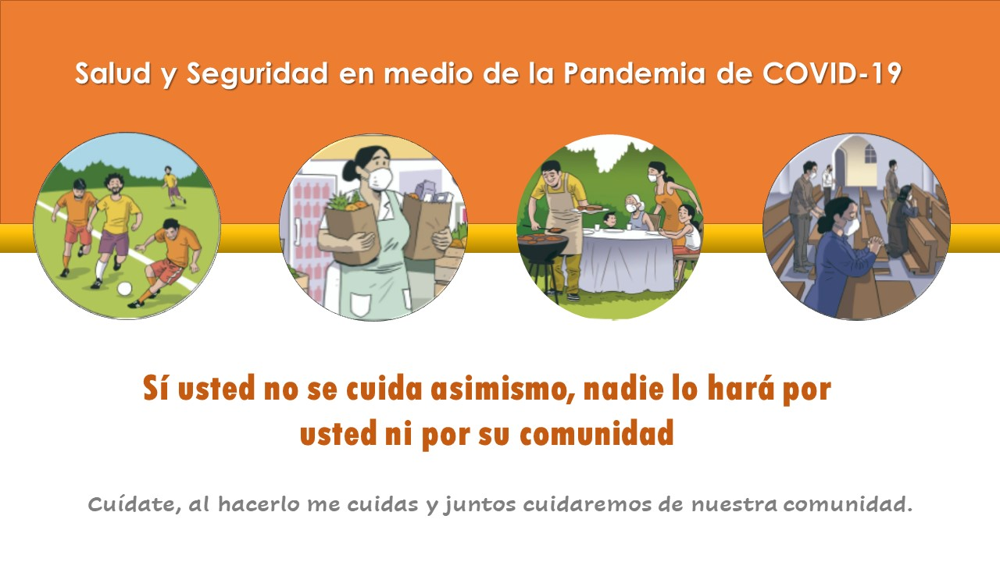 Salud y Seguridad en medio de la Pandemia de COVID-19
Sí usted no se cuida asimismo, nadie lo hará por
usted ni por su comunidad
Cuídate, al hacerlo me cuidas y juntos cuidaremos de nuestra comunidad.